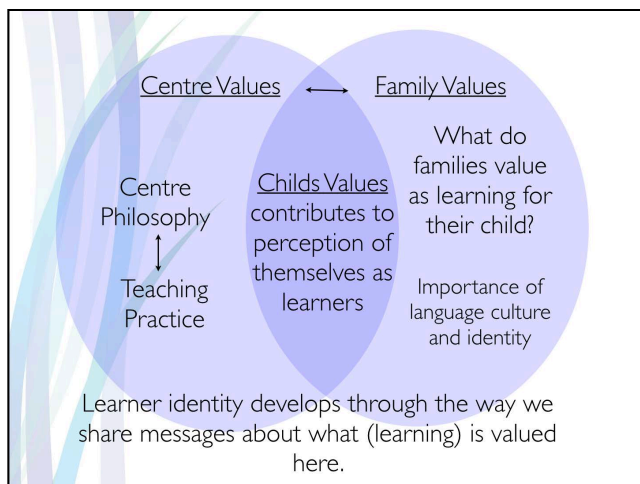 Centre Values
Family Values
Centre
Philosophy
Teaching
Practice
Childs Values
contributes to
perception of
themselves as
learners
What do
families value
as learning for
their child?
Importance of
language culture
and identity
Learner identity develops through the way we
share messages about what (learning) is valued
here.